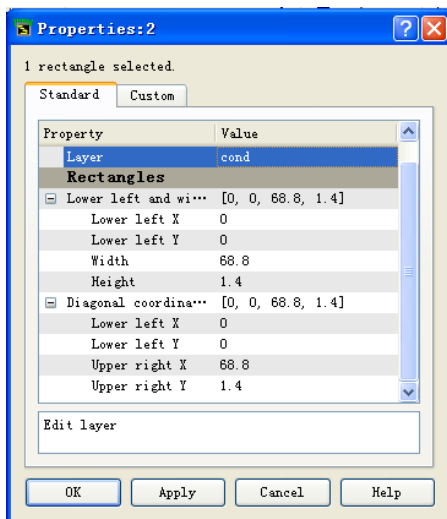 Properties:2
1 rectangle selected.
Standard Custom
Property Value
Layer cond
Rectangles
Lower left and wi··· [0, 0, 68.8, 1.4]
Lower left X 0
Lower left Y 0
Width 68.8
Height 1.4
Diagonal coordina··· [0, 0, 68.8, 1.4]
Lower left X 0
Lower left Y 0
Upper right X 68.8
Upper right Y 1.4
Edit layer
OK Apply Cancel Help